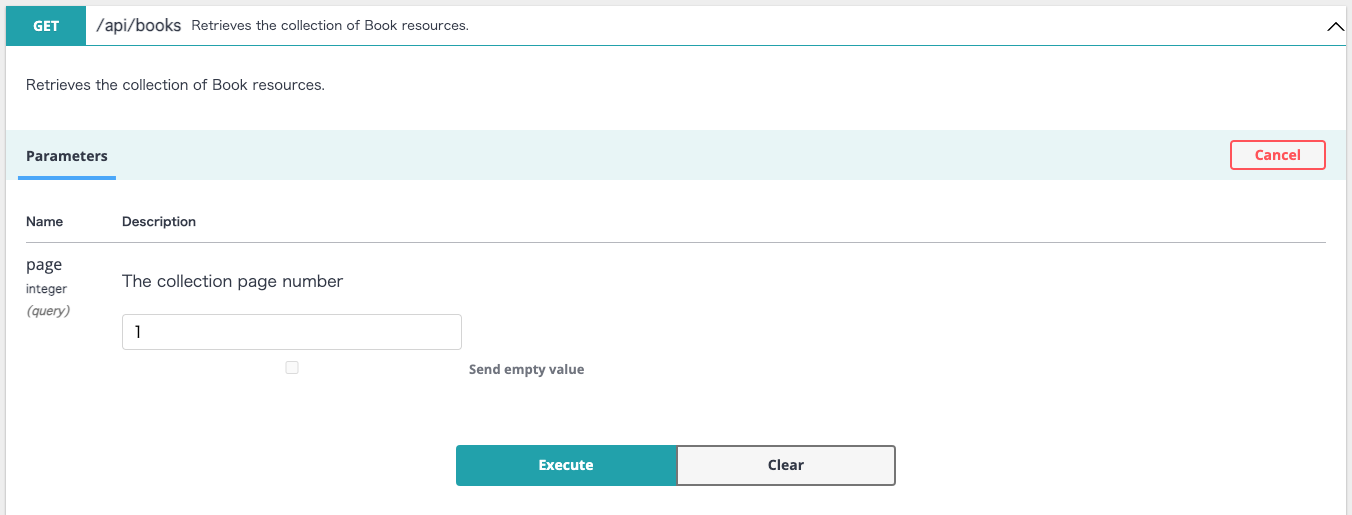 GET /api/books Retrieves the collection of Book resources.
Retrieves the collection of Book resources.
Parameters Cancel
Name Description
page
The collection page number
integer
(query)
1
Send empty value
Execute Clear